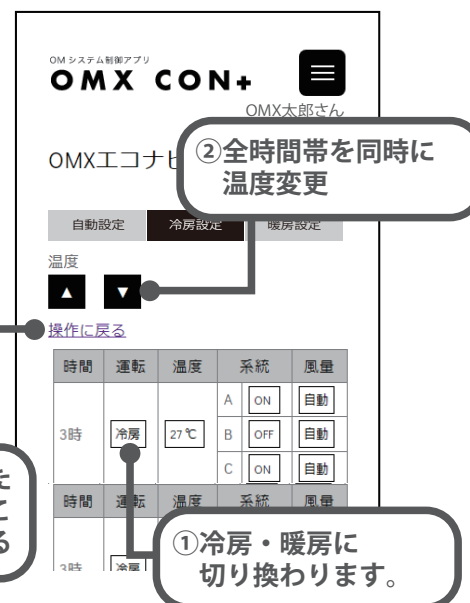 OM システム制御アプリ
OMX CON+
OMX太郎さん
OMXエコナビ
②全時間帯を同時に
温度変更
自動設定 冷房設定 暖房設定
温度
▲ ▼
操作に戻る
時間 運転 温度 系統 風量
3時 冷房 27℃
A ON 自動
B OFF 自動
C ON 自動
時間 運転 温度 系統 風量
3時 冷房
①冷房・暖房に
切り換わります。
た
て
る